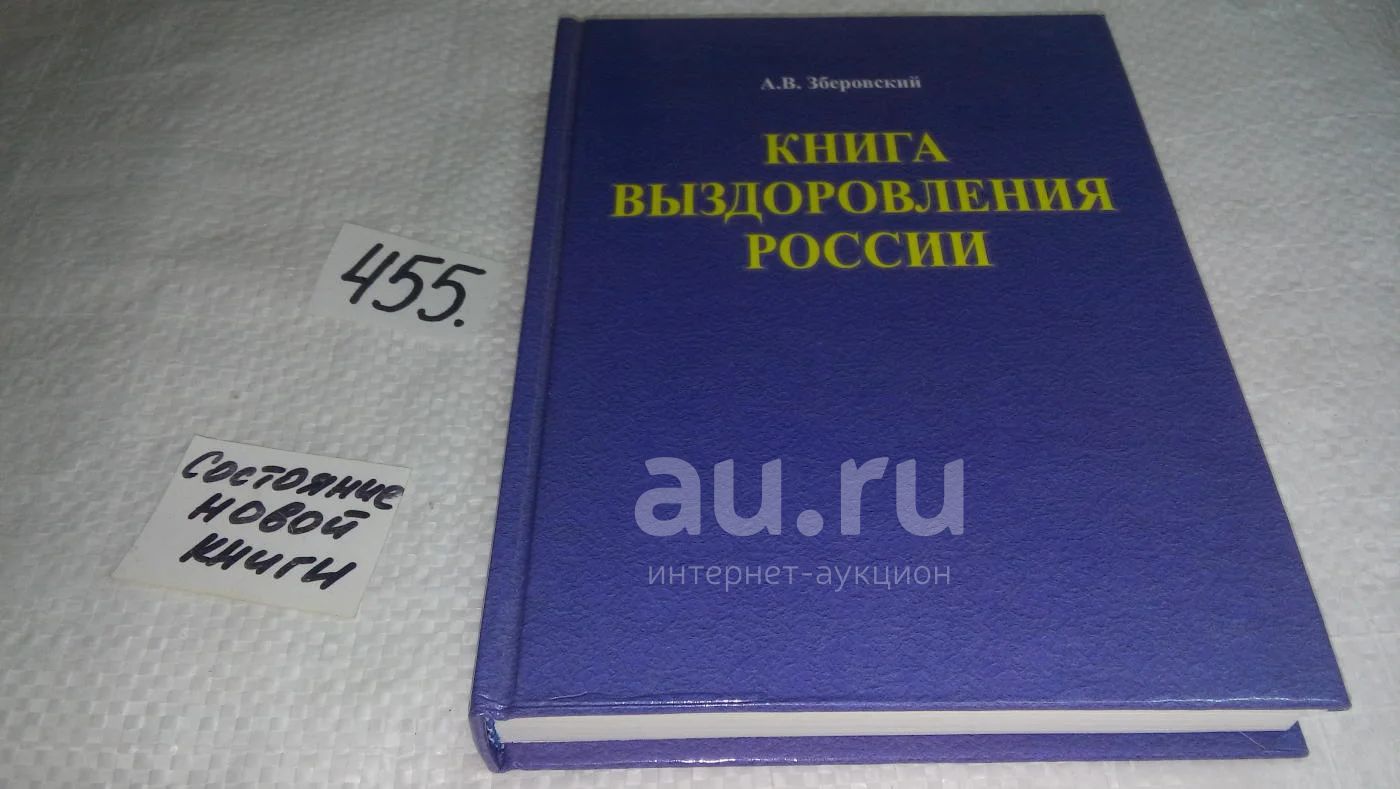 А.В. Зберовский
КНИГА
ВЫЗДОРОВЛЕНИЯ
РОССИИ
455.
Состояние
новой
книги
au.ru
интернет-аукцион